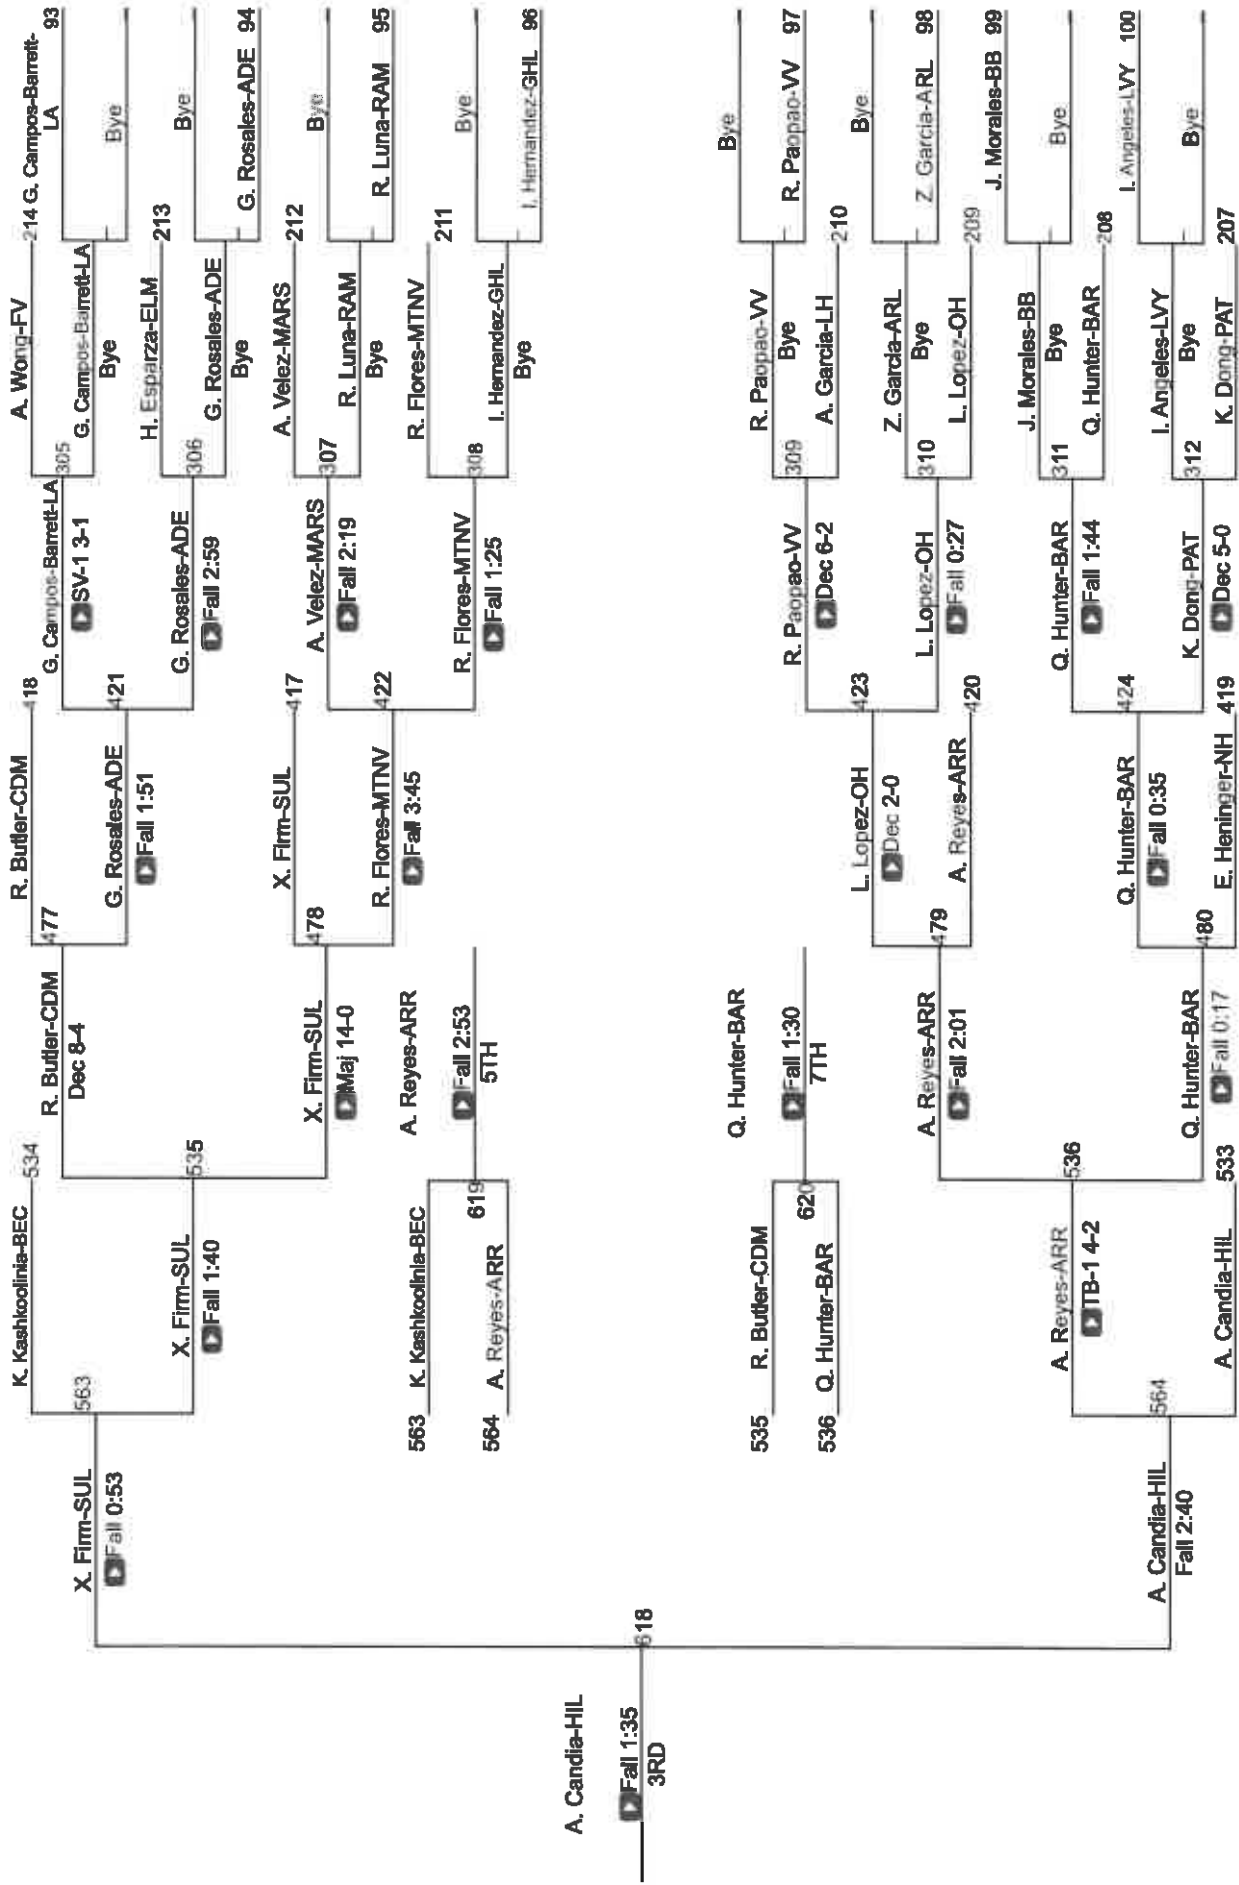 A. Candia-HIL
Fall 1:35
3RD
618
X. Firm-SUL
Fall 0:53
A. Candia-HIL
Fall 2:40
563
563
564
535
536
564
K. Kashkoolinia-BEC
534
X. Firm-SUL
Fall 1:40
K. Kashkoolinia-BEC
A. Reyes-ARR
R. Butler-CDM
Q. Hunter-BAR
A. Reyes-ARR
TB-1 4-2
A. Candia-HIL
533
535
619
620
536
R. Butler-CDM
Dec 8-4
X. Firm-SUL
Maj 14-0
A. Reyes-ARR
Fall 2:53
5TH
Q. Hunter-BAR
Fall 1:30
7TH
A. Reyes-ARR
Fall 2:01
Q. Hunter-BAR
Fall 0:17
477
478
479
480
R. Butler-CDM
418
G. Rosales-ADE
Fall 1:51
X. Firm-SUL
417
R. Flores-MTNV
Fall 3:45
L. Lopez-OH
Dec 2-0
A. Reyes-ARR
420
Q. Hunter-BAR
Fall 0:35
E. Heninger-NH
419
421
422
423
424
G. Campos-Barrett-LA
SV-1 3-1
G. Rosales-ADE
Fall 2:59
A. Velez-MARS
Fall 2:19
R. Flores-MTNV
Fall 1:25
R. Paopao-VV
Dec 6-2
L. Lopez-OH
Fall 0:27
Q. Hunter-BAR
Fall 1:44
K. Dong-PAT
Dec 5-0
305
306
307
308
309
310
311
312
A. Wong-FV
214
G. Campos-Barrett-LA
Bye
H. Esparza-ELM
213
G. Rosales-ADE
Bye
A. Velez-MARS
212
R. Luna-RAM
Bye
R. Flores-MTNV
211
I. Hernandez-GHL
Bye
R. Paopao-VV
Bye
A. Garcia-LH
210
Z. Garcia-ARL
Bye
L. Lopez-OH
209
J. Morales-BB
Bye
Q. Hunter-BAR
208
I. Angeles-LVY
Bye
K. Dong-PAT
207
G. Campos-Barrett-
LA
93
Bye
Bye
G. Rosales-ADE
94
Bye
R. Luna-RAM
95
Bye
I. Hernandez-GHL
96
Bye
R. Paopao-VV
97
Bye
Z. Garcia-ARL
98
J. Morales-BB
99
Bye
I. Angeles-LVY
100
Bye